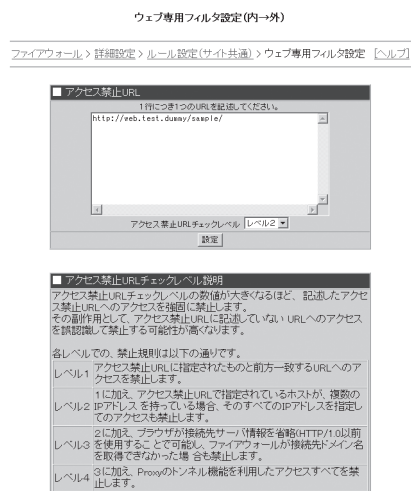 ウェブ専用フィルタ設定(内→外)
ファイアウォール > 詳細設定 > ルール設定(サイト共通) > ウェブ専用フィルタ設定 [ヘルプ]
■ アクセス禁止URL
1行につき1つのURLを記述してください。
http://web.test.dummy/sample/
アクセス禁止URLチェックレベル レベル2
設定
■ アクセス禁止URLチェックレベル説明
アクセス禁止URLチェックレベルの数値が大きくなるほど、記述したアクセ
ス禁止URLへのアクセスを強固に禁止します。
その副作用として、アクセス禁止URLに記述していない URLへのアクセス
を誤認識して禁止する可能性が高くなります。
各レベルでの、禁止規則は以下の通りです。
レベル1 アクセス禁止URLに指定されたものと前方一致するURLへのア
クセスを禁止します。
レベル2 1に加え、アクセス禁止URLで指定されているホストが、複数の
IPアドレス を持っている場合、そのすべてのIPアドレスを指定し
てのアクセスも禁止します。
レベル3 2に加え、ブラウザが接続先サーバ情報を省略(HTTP/1.0以前
を使用するこ とで可能)し、ファイアウォールが接続先ドメイン名
を取得できなかった場 合も禁止します。
レベル4 3に加え、Proxyのトンネル機能を利用したアクセスすべてを禁
止します。